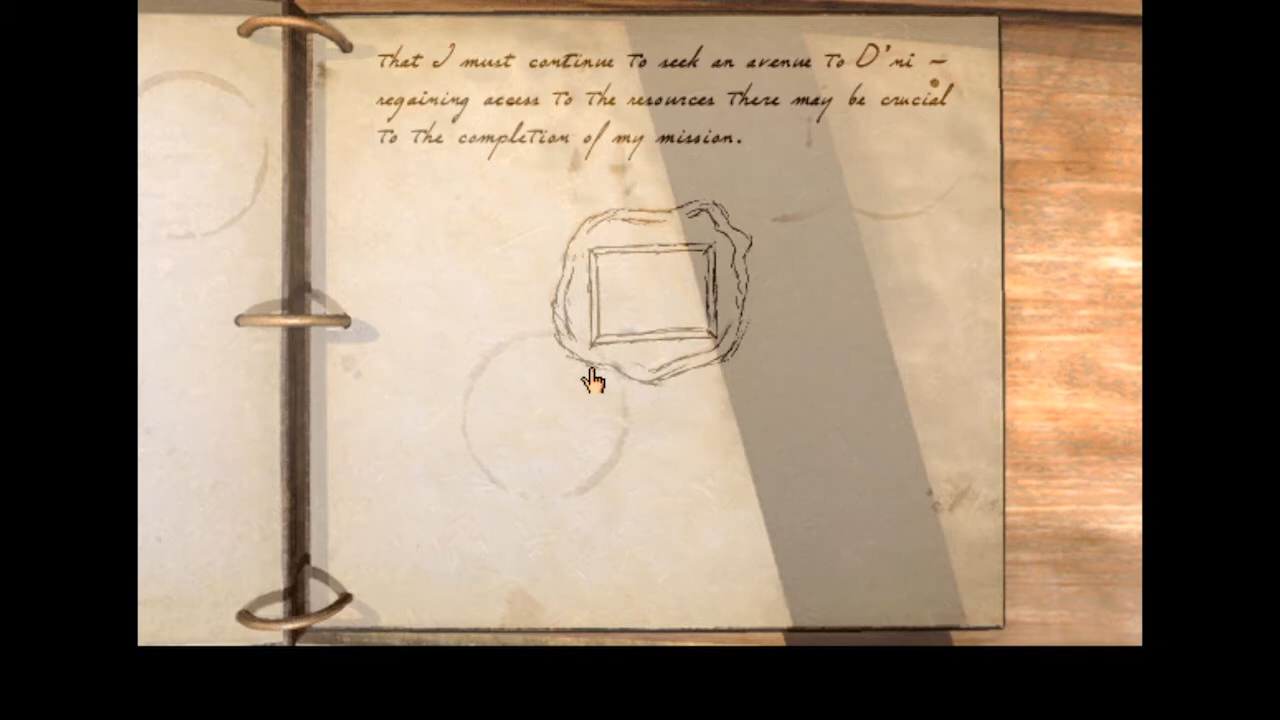 that I must continue to seek an avenue to D'ni –
regaining access to the resources there may be crucial
to the completion of my mission.